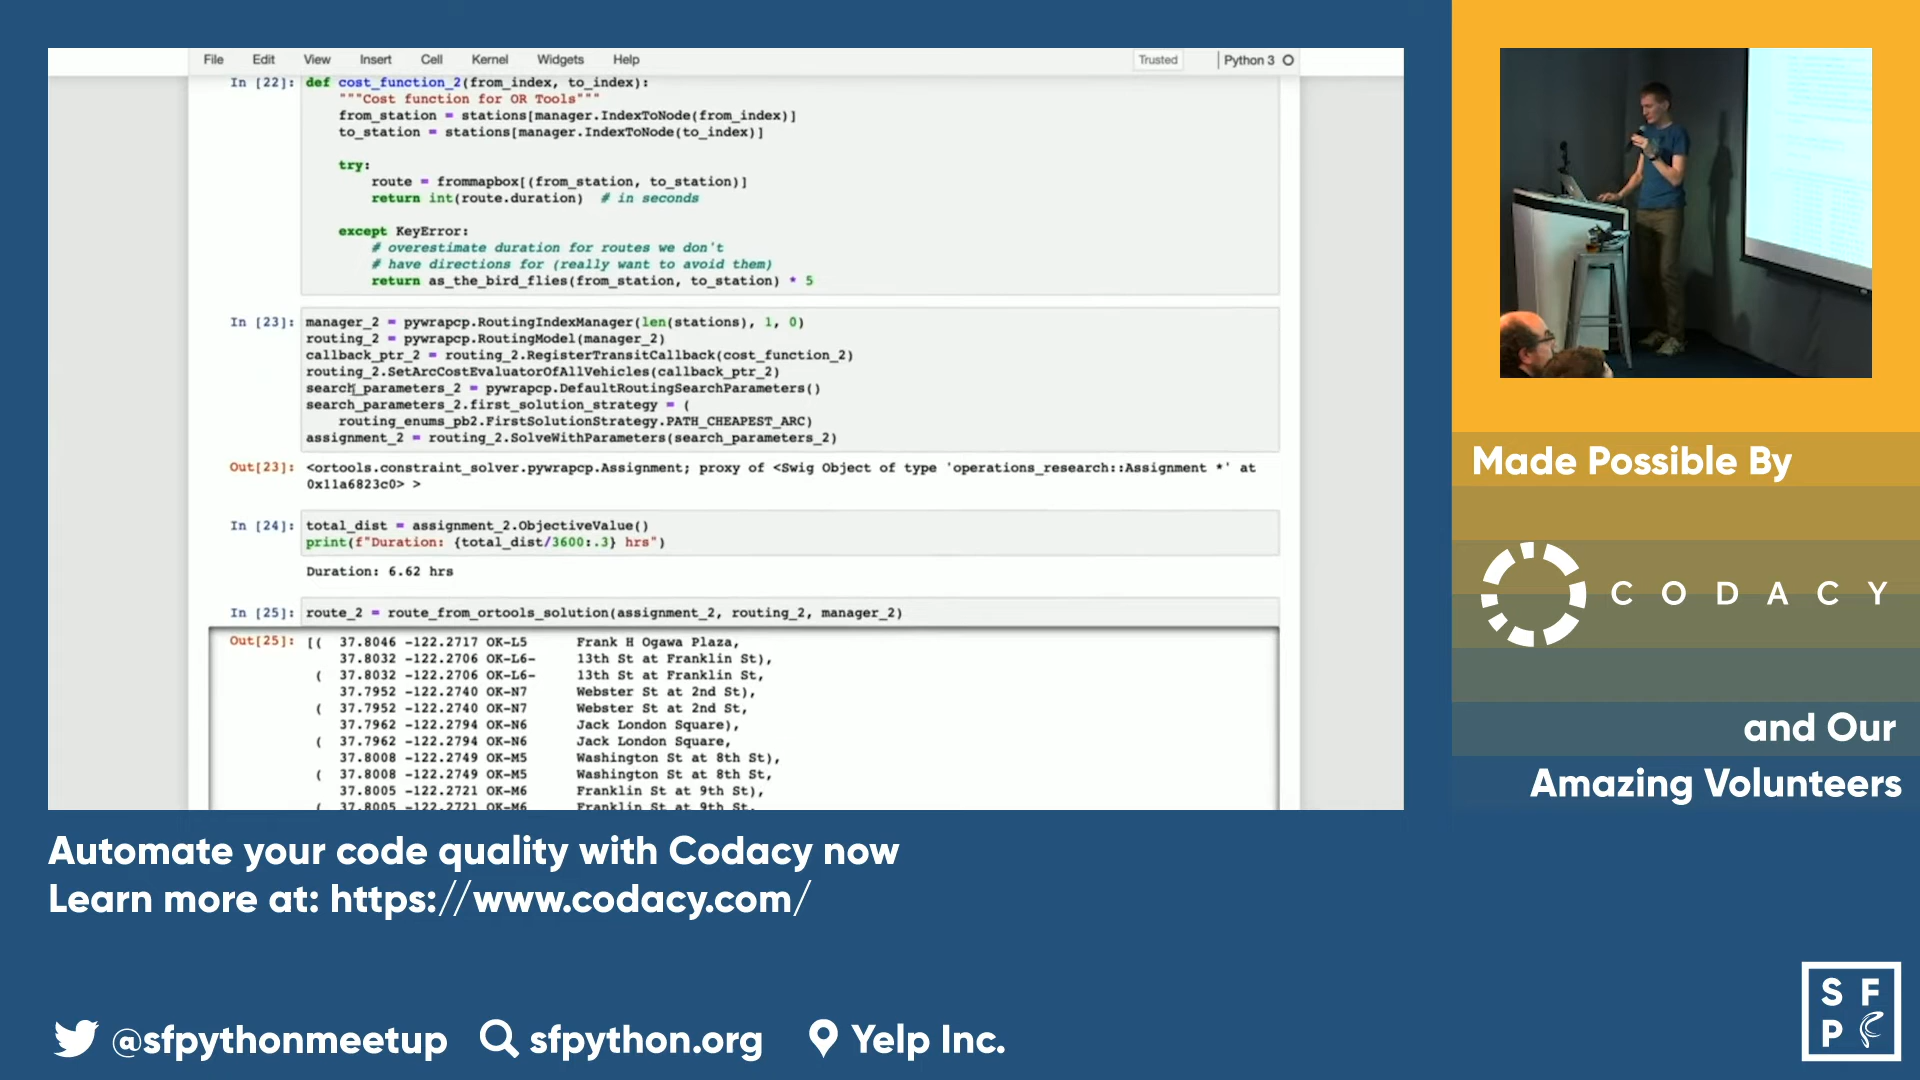 File Edit View Insert Cell Kernel Widgets Help Trusted Python 3
In [22]: def cost_function_2(from_index, to_index):
"""Cost function for OR Tools"""
from_station = stations[manager.IndexToNode(from_index)]
to_station = stations[manager.IndexToNode(to_index)]
try:
route = frommapbox[(from_station, to_station)]
return int(route.duration) # in seconds
except KeyError:
# overestimate duration for routes we don't
# have directions for (really want to avoid them)
return as_the_bird_flies(from_station, to_station) * 5
In [23]: manager_2 = pywrapcp.RoutingIndexManager(len(stations), 1, 0)
routing_2 = pywrapcp.RoutingModel(manager_2)
callback_ptr_2 = routing_2.RegisterTransitCallback(cost_function_2)
routing_2.SetArcCostEvaluatorOfAllVehicles(callback_ptr_2)
search_parameters_2 = pywrapcp.DefaultRoutingSearchParameters()
search_parameters_2.first_solution_strategy = (
routing_enums_pb2.FirstSolutionStrategy.PATH_CHEAPEST_ARC)
assignment_2 = routing_2.SolveWithParameters(search_parameters_2)
Out[23]: <ortools.constraint_solver.pywrapcp.Assignment; proxy of <Swig Object of type 'operations_research::Assignment *' at
0x11a6823c0> >
In [24]: total_dist = assignment_2.ObjectiveValue()
print(f"Duration: {total_dist/3600:.3} hrs")
Duration: 6.62 hrs
In [25]: route_2 = route_from_ortools_solution(assignment_2, routing_2, manager_2)
Out[25]: [( 37.8046 -122.2717 OK-L5 Frank H Ogawa Plaza,
37.8032 -122.2706 OK-L6- 13th St at Franklin St),
( 37.8032 -122.2706 OK-L6- 13th St at Franklin St,
37.7952 -122.2740 OK-N7 Webster St at 2nd St),
( 37.7952 -122.2740 OK-N7 Webster St at 2nd St,
37.7962 -122.2794 OK-N6 Jack London Square),
( 37.7962 -122.2794 OK-N6 Jack London Square,
37.8008 -122.2749 OK-M5 Washington St at 8th St),
( 37.8008 -122.2749 OK-M5 Washington St at 8th St,
37.8005 -122.2721 OK-M6 Franklin St at 9th St),
( 37.8005 -122.2721 OK-M6 Franklin St at 9th St,
Made Possible By
CODACY
and Our
Amazing Volunteers
Automate your code quality with Codacy now
Learn more at: https://www.codacy.com/
@sfpythonmeetup sfpython.org Yelp Inc.
S F
P